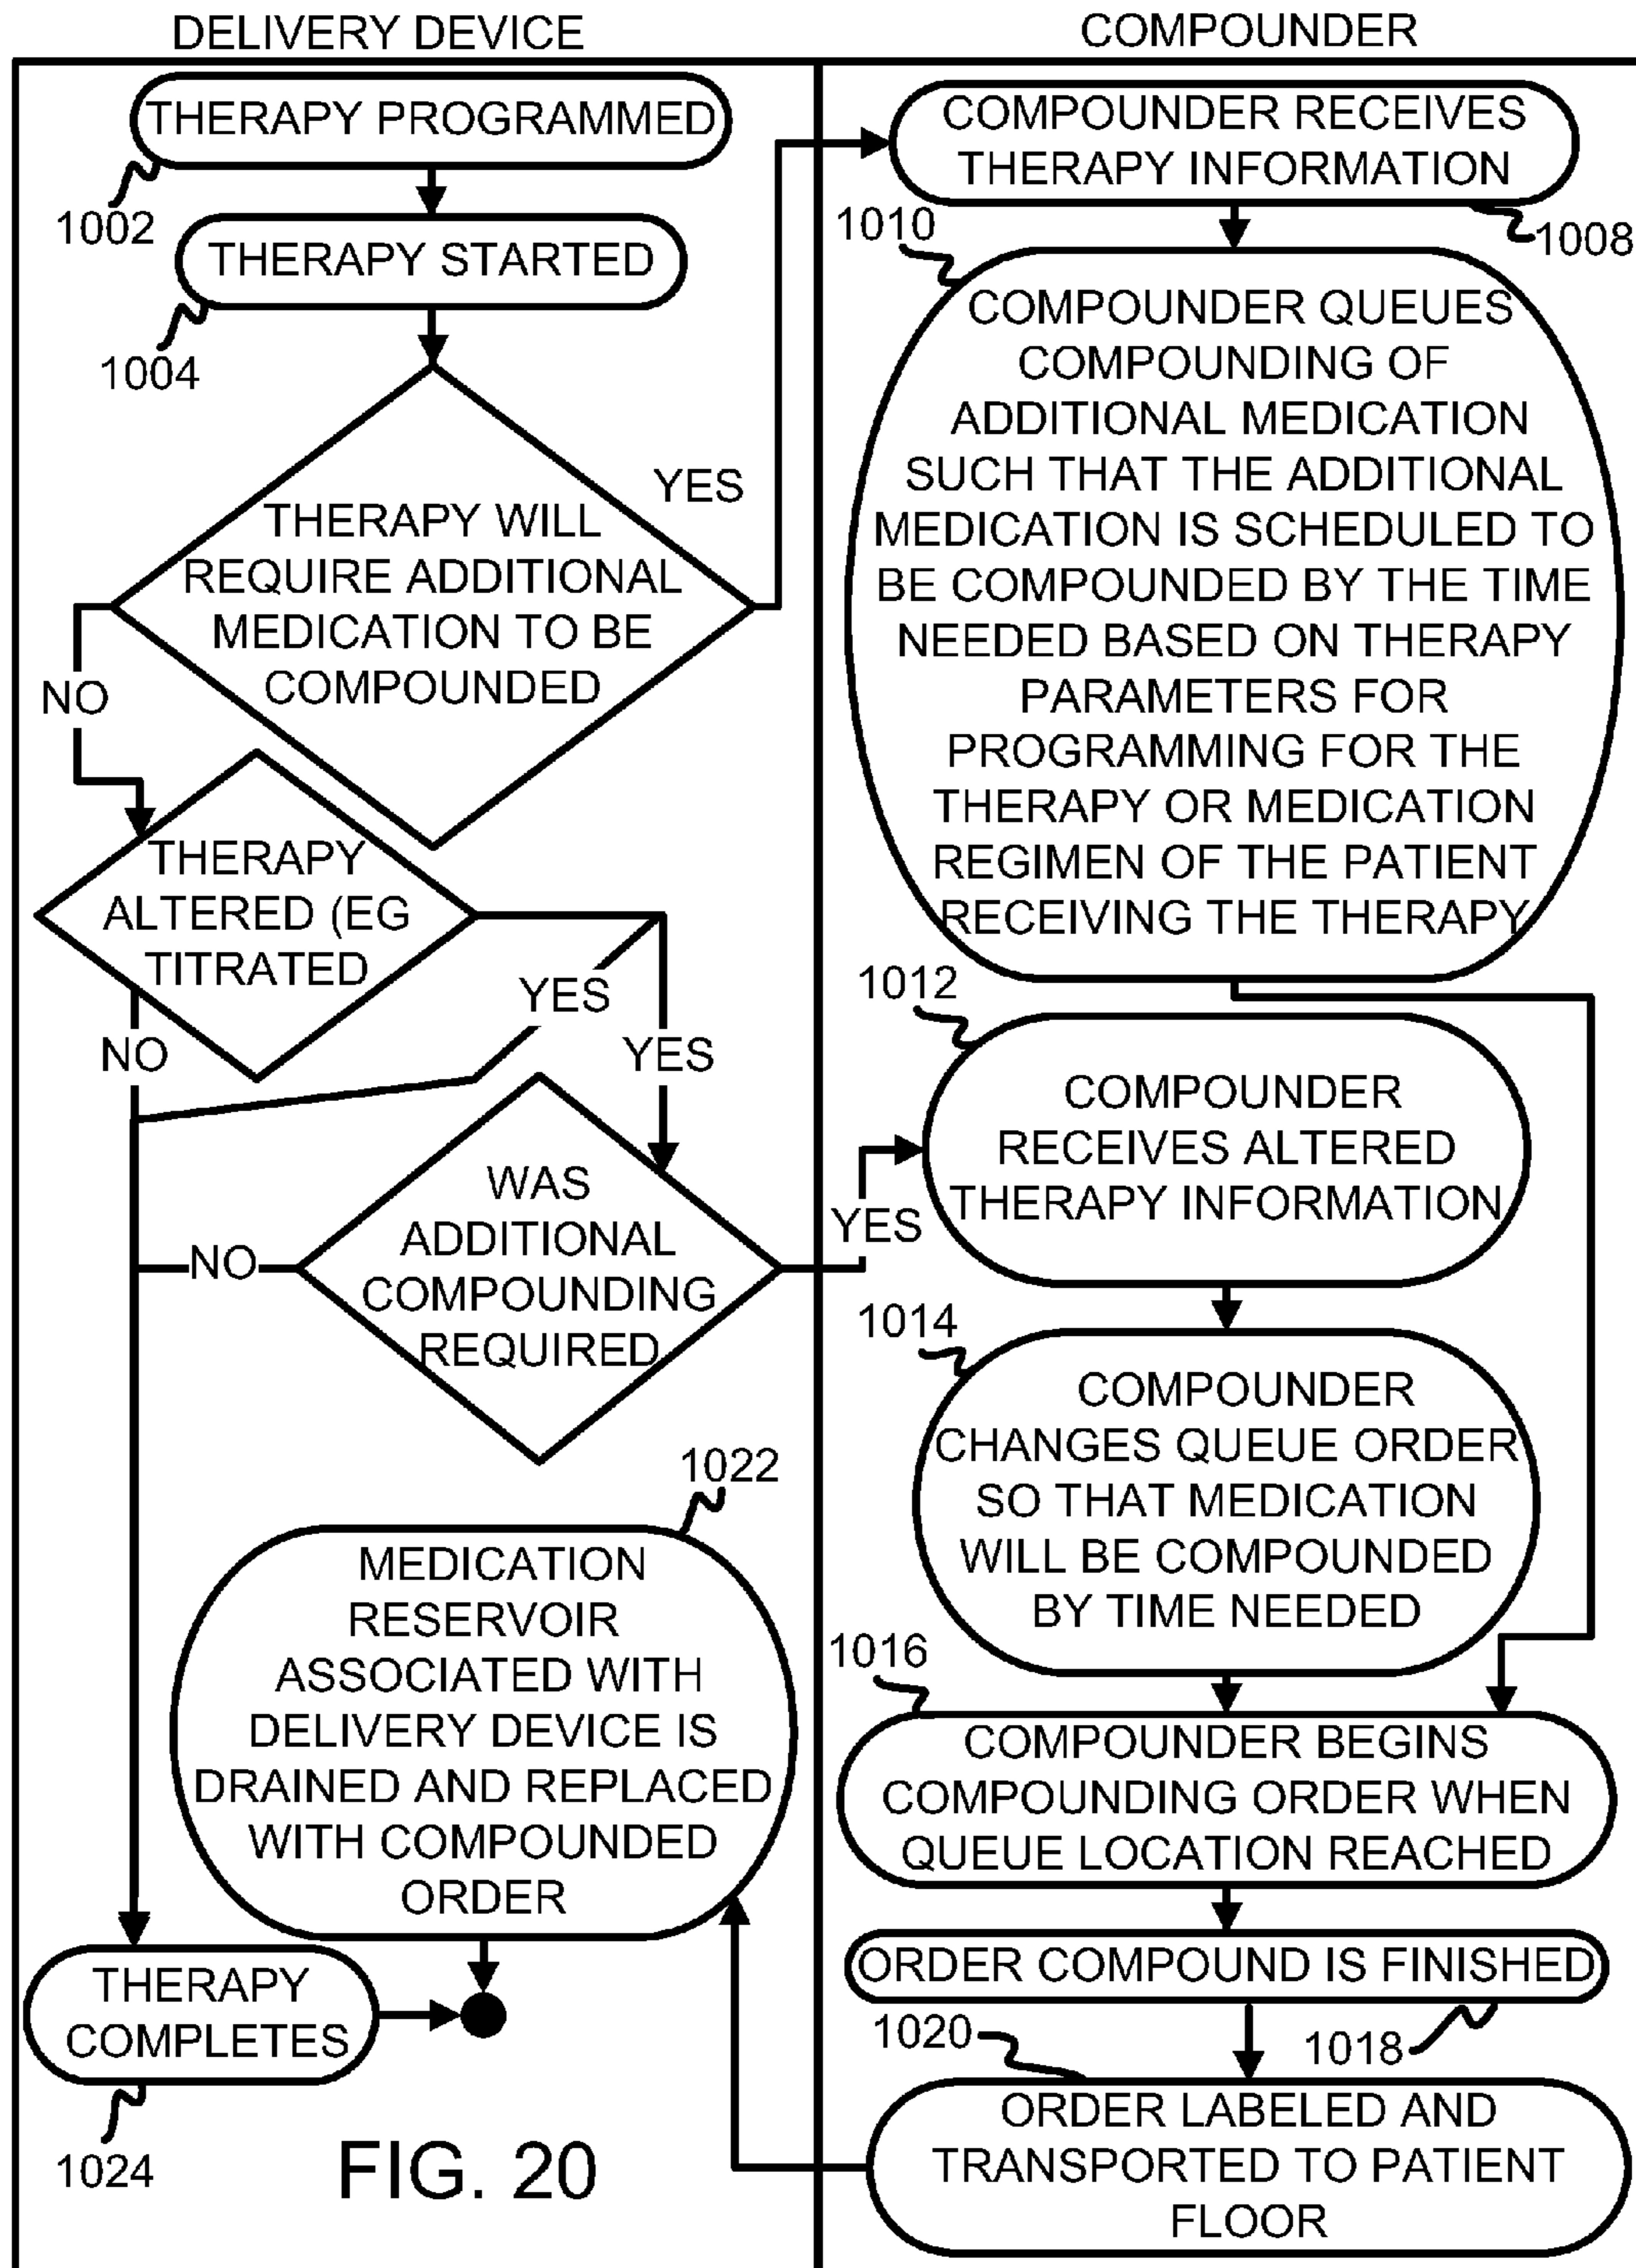 DELIVERY DEVICE
COMPOUNDER
THERAPY PROGRAMMED
1002
THERAPY STARTED
1004
THERAPY WILL
REQUIRE ADDITIONAL
MEDICATION TO BE
COMPOUNDED
YES
NO
THERAPY
ALTERED (EG
TITRATED
NO
YES
YES
WAS
ADDITIONAL
COMPOUNDING
REQUIRED
NO
YES
1022
MEDICATION
RESERVOIR
ASSOCIATED WITH
DELIVERY DEVICE IS
DRAINED AND REPLACED
WITH COMPOUNDED
ORDER
THERAPY
COMPLETES
1024
FIG. 20
COMPOUNDER RECEIVES
THERAPY INFORMATION
1008
1010
COMPOUNDER QUEUES
COMPOUNDING OF
ADDITIONAL MEDICATION
SUCH THAT THE ADDITIONAL
MEDICATION IS SCHEDULED TO
BE COMPOUNDED BY THE TIME
NEEDED BASED ON THERAPY
PARAMETERS FOR
PROGRAMMING FOR THE
THERAPY OR MEDICATION
REGIMEN OF THE PATIENT
RECEIVING THE THERAPY
1012
COMPOUNDER
RECEIVES ALTERED
THERAPY INFORMATION
1014
COMPOUNDER
CHANGES QUEUE ORDER
SO THAT MEDICATION
WILL BE COMPOUNDED
BY TIME NEEDED
1016
COMPOUNDER BEGINS
COMPOUNDING ORDER WHEN
QUEUE LOCATION REACHED
ORDER COMPOUND IS FINISHED
1018
1020
ORDER LABELED AND
TRANSPORTED TO PATIENT
FLOOR